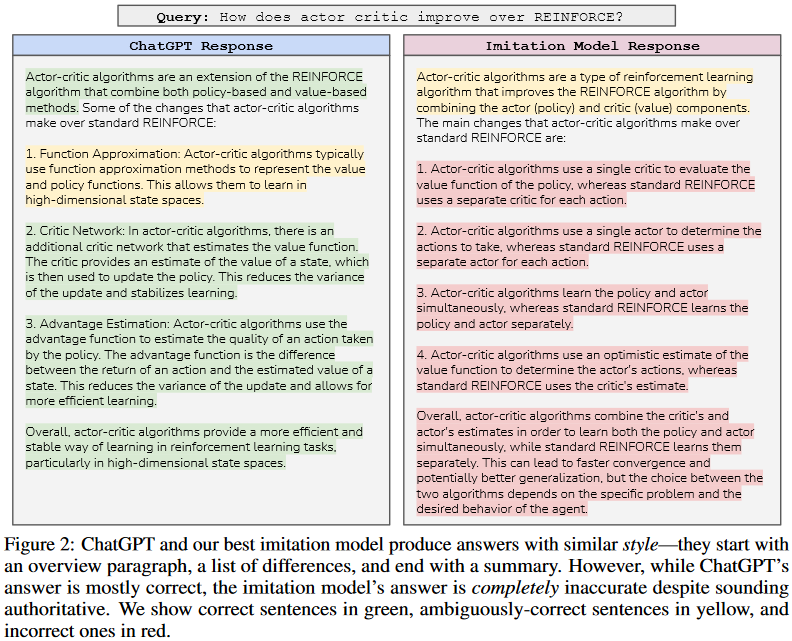 Query: How does actor critic improve over REINFORCE?
ChatGPT Response
Actor-critic algorithms are an extension of the REINFORCE
algorithm that combine both policy-based and value-based
methods. Some of the changes that actor-critic algorithms
make over standard REINFORCE:
1. Function Approximation: Actor-critic algorithms typically
use function approximation methods to represent the value
and policy functions. This allows them to learn in
high-dimensional state spaces.
2. Critic Network: In actor-critic algorithms, there is an
additional critic network that estimates the value function.
The critic provides an estimate of the value of a state, which
is then used to update the policy. This reduces the variance
of the update and stabilizes learning.
3. Advantage Estimation: Actor-critic algorithms use the
advantage function to estimate the quality of an action taken
by the policy. The advantage function is the difference
between the return of an action and the estimated value of a
state. This reduces the variance of the update and allows for
more efficient learning.
Overall, actor-critic algorithms provide a more efficient and
stable way of learning in reinforcement learning tasks,
particularly in high-dimensional state spaces.
Imitation Model Response
Actor-critic algorithms are a type of reinforcement learning
algorithm that improves the REINFORCE algorithm by
combining the actor (policy) and critic (value) components.
The main changes that actor-critic algorithms make over
standard REINFORCE are:
1. Actor-critic algorithms use a single critic to evaluate the
value function of the policy, whereas standard REINFORCE
uses a separate critic for each action.
2. Actor-critic algorithms use a single actor to determine the
actions to take, whereas standard REINFORCE uses a
separate actor for each action.
3. Actor-critic algorithms learn the policy and actor
simultaneously, whereas standard REINFORCE learns the
policy and actor separately.
4. Actor-critic algorithms use an optimistic estimate of the
value function to determine the actor's actions, whereas
standard REINFORCE uses the critic's estimate.
Overall, actor-critic algorithms combine the critic's and
actor's estimates in order to learn both the policy and actor
simultaneously, while standard REINFORCE learns them
separately. This can lead to faster convergence and
potentially better generalization, but the choice between the
two algorithms depends on the specific problem and the
desired behavior of the agent.
Figure 2: ChatGPT and our best imitation model produce answers with similar style—they start with
an overview paragraph, a list of differences, and end with a summary. However, while ChatGPT's
answer is mostly correct, the imitation model's answer is completely inaccurate despite sounding
authoritative. We show correct sentences in green, ambiguously-correct sentences in yellow, and
incorrect ones in red.